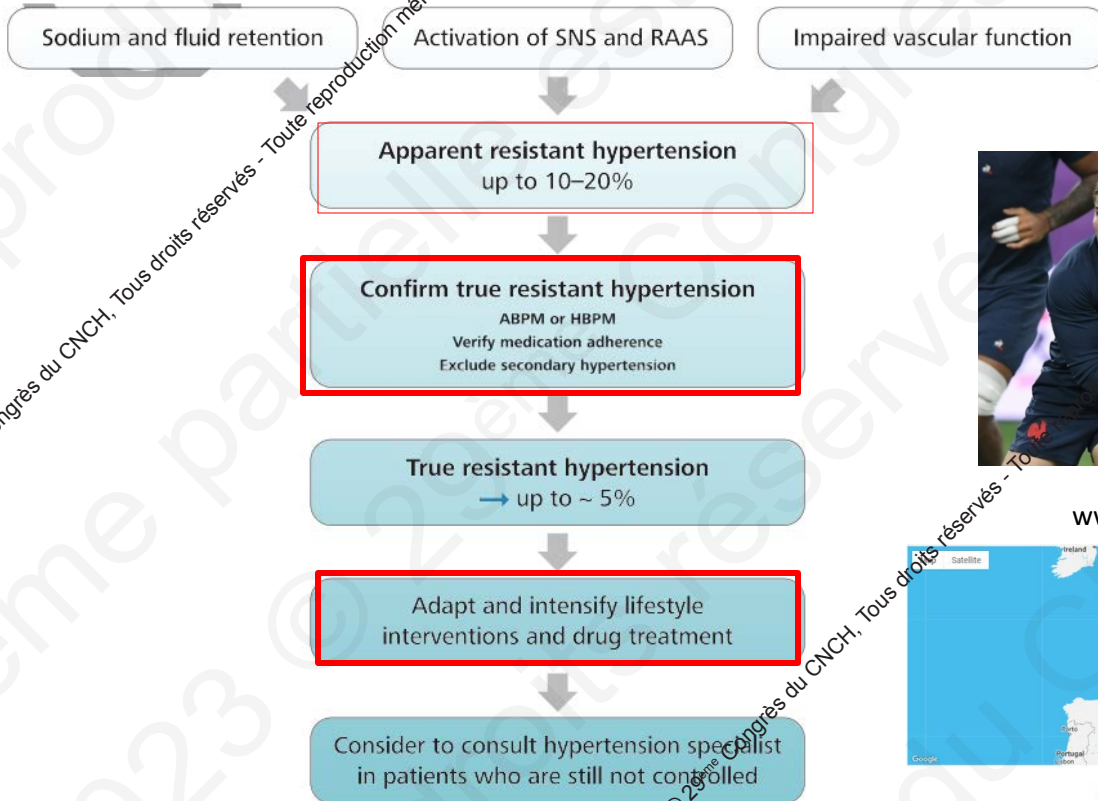 Sodium and fluid retention
Activation of SNS and RAAS
Impaired vascular function
Apparent resistant hypertension
up to 10–20%
Confirm true resistant hypertension
ABPM or HBPM
Verify medication adherence
Exclude secondary hypertension
True resistant hypertension
→ up to ~ 5%
Adapt and intensify lifestyle
interventions and drug treatment
Consider to consult hypertension specialist
in patients who are still not controlled
Congrès du CNCH, Tous droits réservés - Toute reproduction
© 29ème Congrès du CNCH, Tous droits réservés
Satellite
Ireland
Porto
Portugal
Google